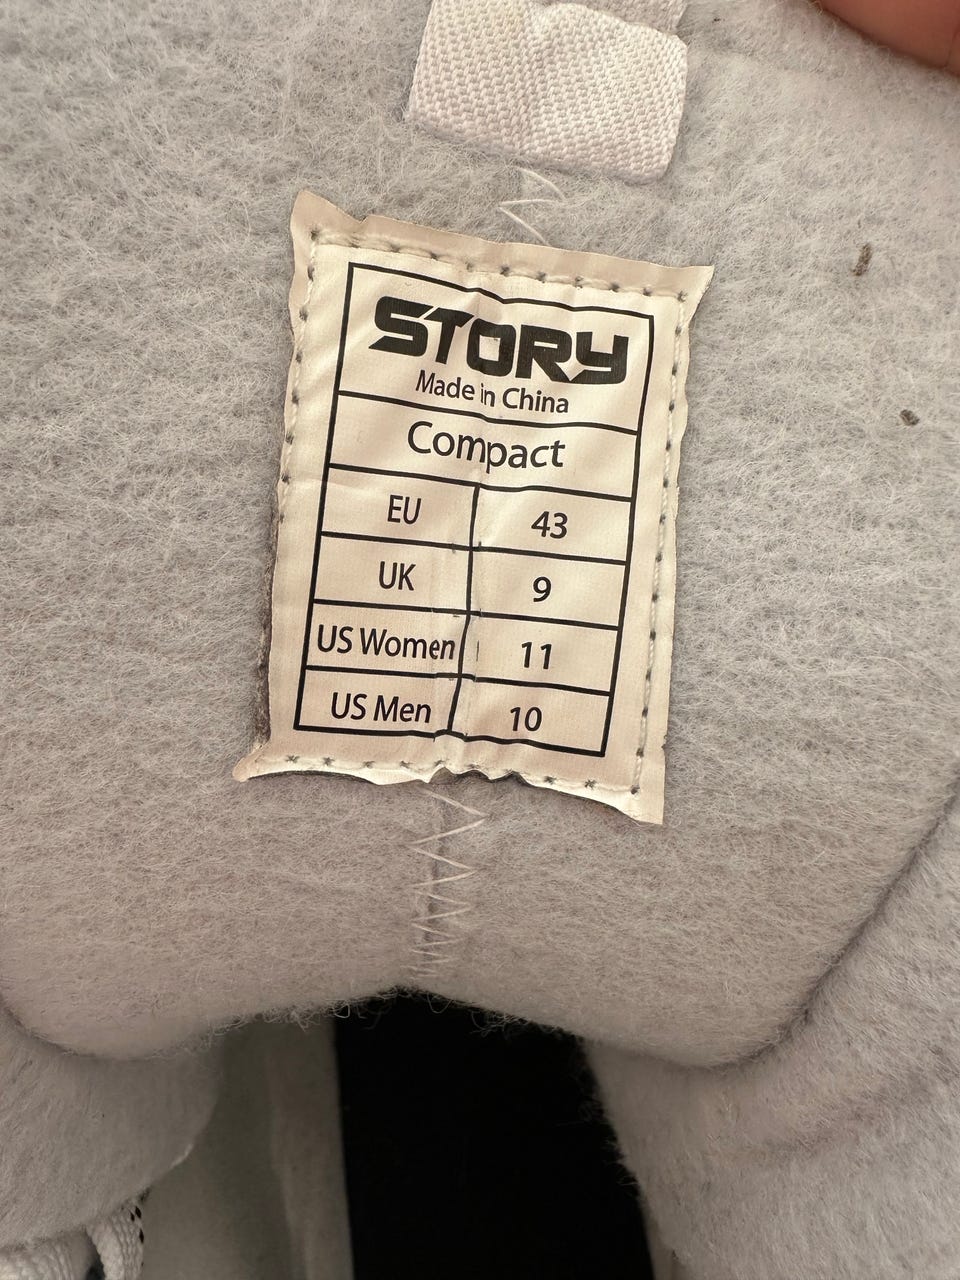 STORY
Made in China
Compact
EU 43
UK 9
US Women 11
US Men 10